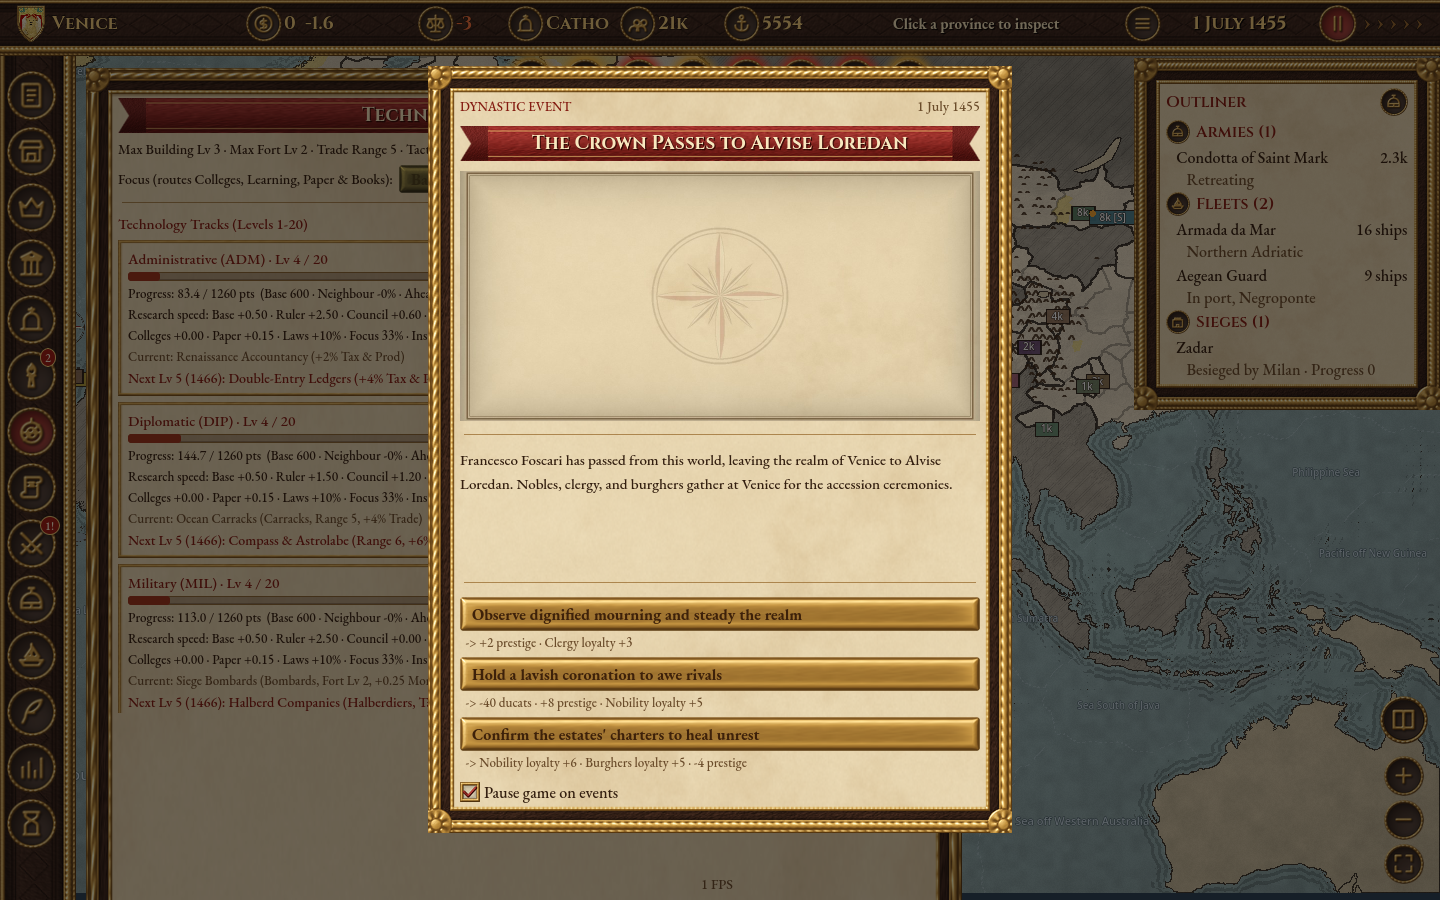 VENICE
0 -1.6
-3
CATHO
21K
5554
Click a province to inspect
1 JULY 1455
TECHN
Max Building Lv 3 · Max Fort Lv 2 · Trade Range 5 · Tact
Focus (routes Colleges, Learning, Paper & Books):
Technology Tracks (Levels 1-20)
Administrative (ADM) · Lv 4 / 20
Progress: 83.4 / 1260 pts (Base 600 · Neighbour -0% · Ahea
Research speed: Base +0.50 · Ruler +2.50 · Council +0.60 ·
Colleges +0.00 · Paper +0.15 · Laws +10% · Focus 33% · Ins
Current: Renaissance Accountancy (+2% Tax & Prod)
Next Lv 5 (1466): Double-Entry Ledgers (+4% Tax & P
Diplomatic (DIP) · Lv 4 / 20
Progress: 144.7 / 1260 pts (Base 600 · Neighbour -0% · Ahe
Research speed: Base +0.50 · Ruler +1.50 · Council +1.20 ·
Colleges +0.00 · Paper +0.15 · Laws +10% · Focus 33% · Ins
Current: Ocean Carracks (Carracks, Range 5, +4% Trade)
Next Lv 5 (1466): Compass & Astrolabe (Range 6, +6%
Military (MIL) · Lv 4 / 20
Progress: 113.0 / 1260 pts (Base 600 · Neighbour -0% · Ahe
Research speed: Base +0.50 · Ruler +2.50 · Council +0.00 ·
Colleges +0.00 · Paper +0.15 · Laws +10% · Focus 33% · Ins
Current: Siege Bombards (Bombards, Fort Lv 2, +0.25 Mor
Next Lv 5 (1466): Halberd Companies (Halberdiers, T
2
1!
DYNASTIC EVENT
1 July 1455
THE CROWN PASSES TO ALVISE LOREDAN
Francesco Foscari has passed from this world, leaving the realm of Venice to Alvise
Loredan. Nobles, clergy, and burghers gather at Venice for the accession ceremonies.
Observe dignified mourning and steady the realm
-> +2 prestige · Clergy loyalty +3
Hold a lavish coronation to awe rivals
-> -40 ducats · +8 prestige · Nobility loyalty +5
Confirm the estates' charters to heal unrest
-> Nobility loyalty +6 · Burghers loyalty +5 · -4 prestige
Pause game on events
1 FPS
OUTLINER
ARMIES (1)
Condotta of Saint Mark 2.3k
Retreating
FLEETS (2)
Armada da Mar 16 ships
Northern Adriatic
Aegean Guard 9 ships
In port, Negroponte
SIEGES (1)
Zadar
Besieged by Milan · Progress 0
8k
8k [S]
4k
2k
1k
1k
Philippine Sea
Pacific off New Guinea
Sea south of Java
Sea off Western Australia